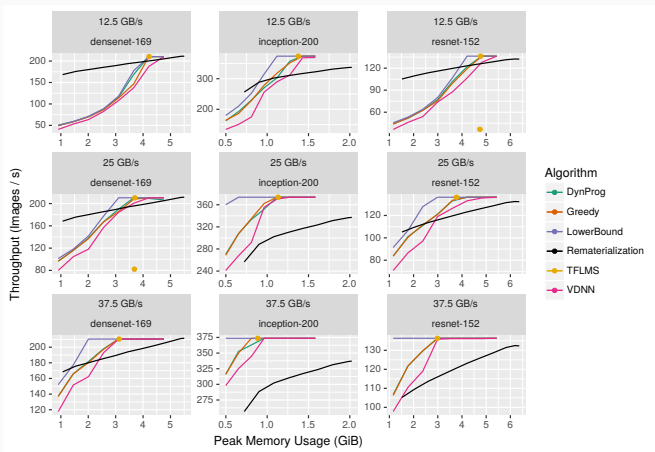 12.5 GB/s
densenet-169
12.5 GB/s
inception-200
12.5 GB/s
resnet-152
200
150
100
50
1
2
3
4
5
300
200
0.5
1.0
1.5
2.0
120
90
60
1
2
3
4
5
6
25 GB/s
densenet-169
25 GB/s
inception-200
25 GB/s
resnet-152
200
160
120
80
1
2
3
4
5
360
320
280
240
0.5
1.0
1.5
2.0
120
90
60
1
2
3
4
5
6
37.5 GB/s
densenet-169
37.5 GB/s
inception-200
37.5 GB/s
resnet-152
200
180
160
140
120
1
2
3
4
5
375
350
325
300
275
0.5
1.0
1.5
2.0
130
120
110
100
1
2
3
4
5
6
Throughput (Images / s)
Peak Memory Usage (GiB)
Algorithm
DynProg
Greedy
LowerBound
Rematerialization
TFLMS
VDNN